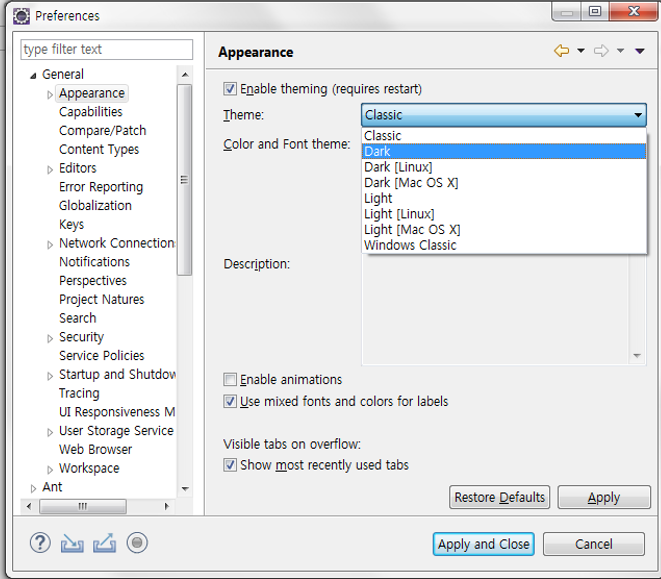 Preferences
type filter text
General
Appearance
Capabilities
Compare/Patch
Content Types
Editors
Error Reporting
Globalization
Keys
Network Connection
Notifications
Perspectives
Project Natures
Search
Security
Service Policies
Startup and Shutdow
Tracing
UI Responsiveness M
User Storage Service
Web Browser
Workspace
Ant
Appearance
Enable theming (requires restart)
Theme:
Classic
Classic
Dark
Dark [Linux]
Dark [Mac OS X]
Light
Light [Linux]
Light [Mac OS X]
Windows Classic
Color and Font theme:
Description:
Enable animations
Use mixed fonts and colors for labels
Visible tabs on overflow:
Show most recently used tabs
Restore Defaults
Apply
?
Apply and Close
Cancel